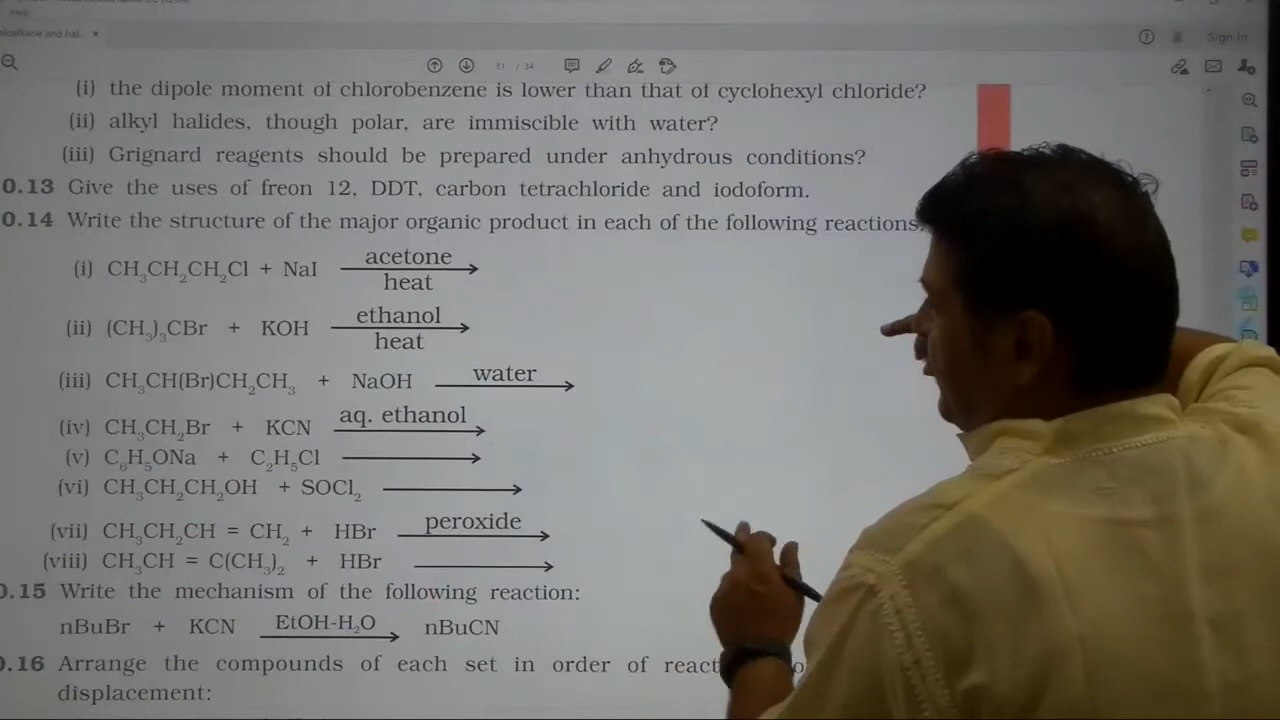 Sign In
31 / 34
(i) the dipole moment of chlorobenzene is lower than that of cyclohexyl chloride?
(ii) alkyl halides, though polar, are immiscible with water?
(iii) Grignard reagents should be prepared under anhydrous conditions?
0.13 Give the uses of freon 12, DDT, carbon tetrachloride and iodoform.
0.14 Write the structure of the major organic product in each of the following reactions.
acetone
(i) CH₃CH₂CH₂Cl + NaI ⟶
heat
ethanol
(ii) (CH₃)₃CBr + KOH ⟶
heat
water
(iii) CH₃CH(Br)CH₂CH₃ + NaOH ⟶
aq. ethanol
(iv) CH₃CH₂Br + KCN ⟶
(v) C₆H₅ONa + C₂H₅Cl ⟶
(vi) CH₃CH₂CH₂OH + SOCl₂ ⟶
peroxide
(vii) CH₃CH₂CH = CH₂ + HBr ⟶
(viii) CH₃CH = C(CH₃)₂ + HBr ⟶
0.15 Write the mechanism of the following reaction:
EtOH-H₂O
nBuBr + KCN ⟶ nBuCN
0.16 Arrange the compounds of each set in order of react
displacement: